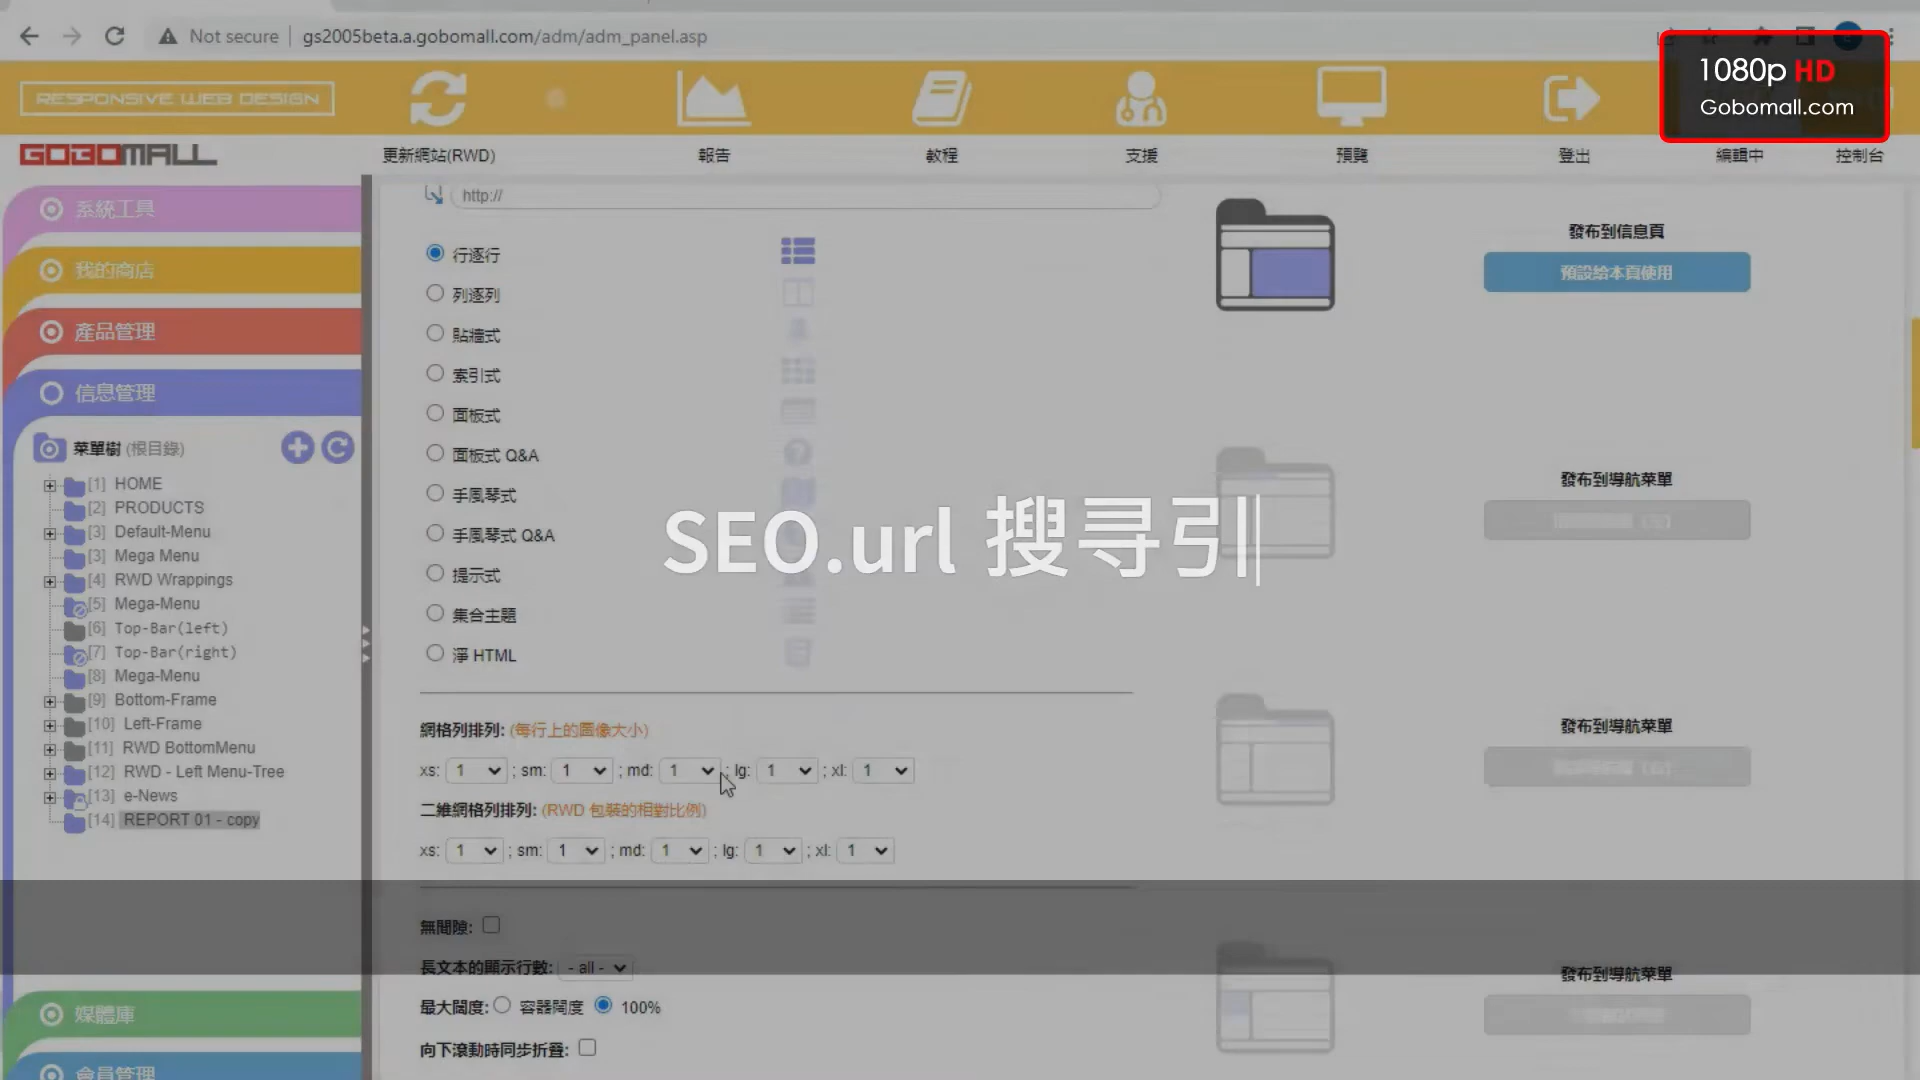 Not secure
gs2005beta.a.gobomall.com/adm/adm_panel.asp
1080p HD
Gobomall.com
RESPONSIVE WEB DESIGN
GOBOMALL
更新網站(RWD)
報告
教程
支援
預覽
登出
編輯中
控制台
系統工具
我的商店
產品管理
信息管理
菜單樹 (根目錄)
[1] HOME
[2] PRODUCTS
[3] Default-Menu
[3] Mega Menu
[4] RWD Wrappings
[5] Mega-Menu
[6] Top-Bar(left)
[7] Top-Bar(right)
[8] Mega-Menu
[9] Bottom-Frame
[10] Left-Frame
[11] RWD BottomMenu
[12] RWD - Left Menu-Tree
[13] e-News
[14] REPORT 01 - copy
媒體庫
會員管理
http://
行逐行
列逐列
貼牆式
索引式
面板式
面板式 Q&A
手風琴式
手風琴式 Q&A
提示式
集合主題
淨 HTML
SEO.url 搜寻引
網格列排列: (每行上的圖像大小)
xs: 1 ; sm: 1 ; md: 1 ; lg: 1 ; xl: 1
二維網格列排列: (RWD 包裝的相對比例)
xs: 1 ; sm: 1 ; md: 1 ; lg: 1 ; xl: 1
無間隙:
長文本的顯示行數: - all -
最大闊度: 容器闊度 100%
向下滾動時同步折叠:
發布到信息頁
預設給本頁使用
發布到導航菜單
發布到導航菜單
發布到導航菜單